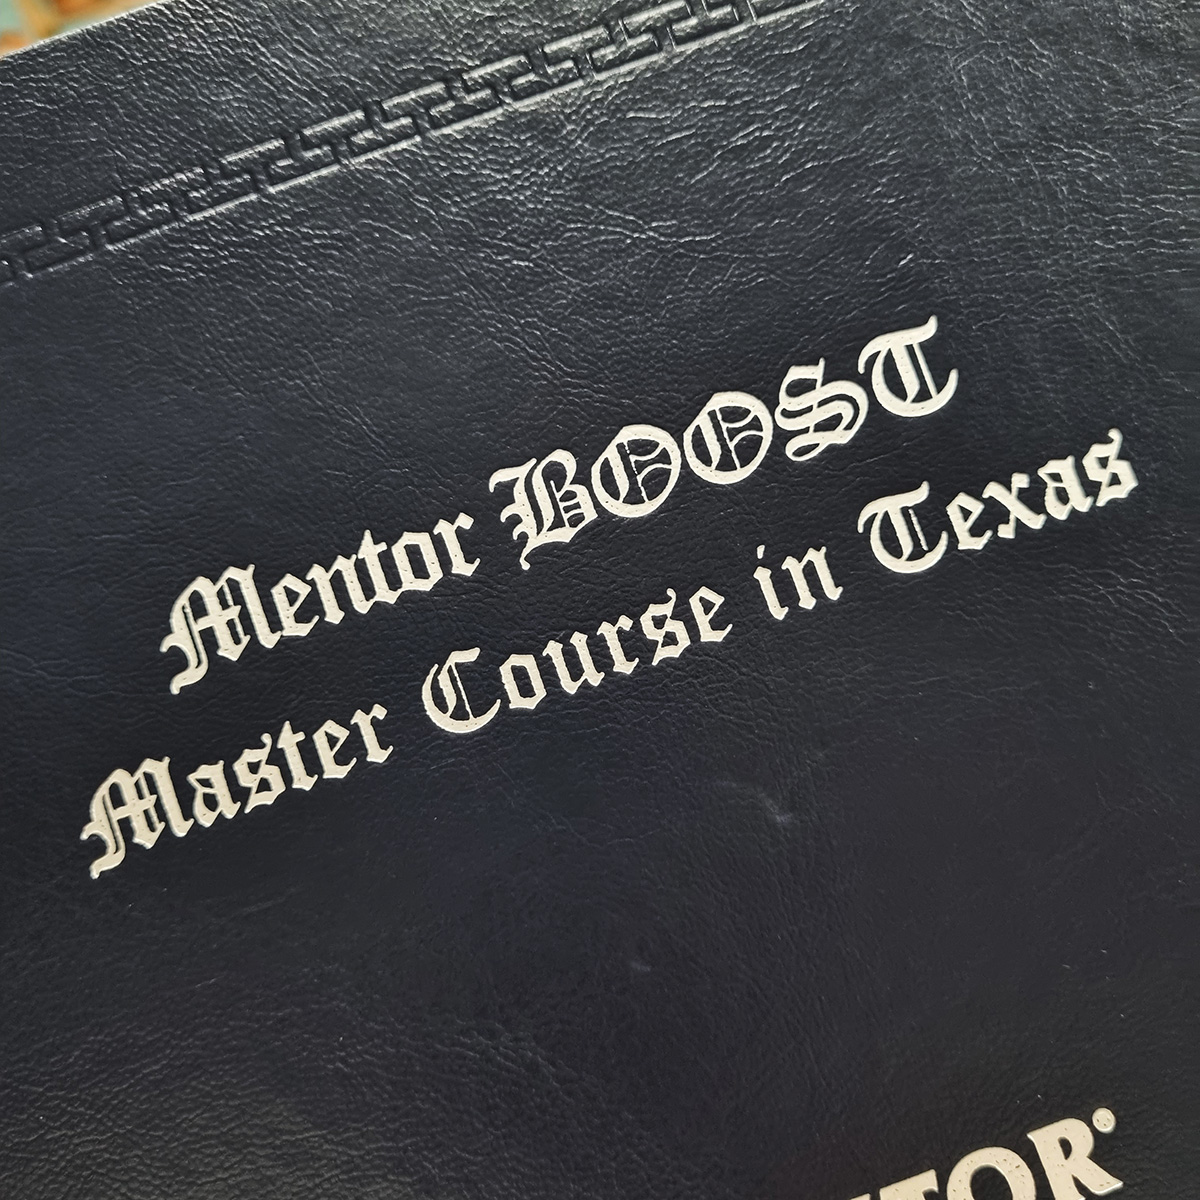 Mentor BOOST
Master Course in Texas